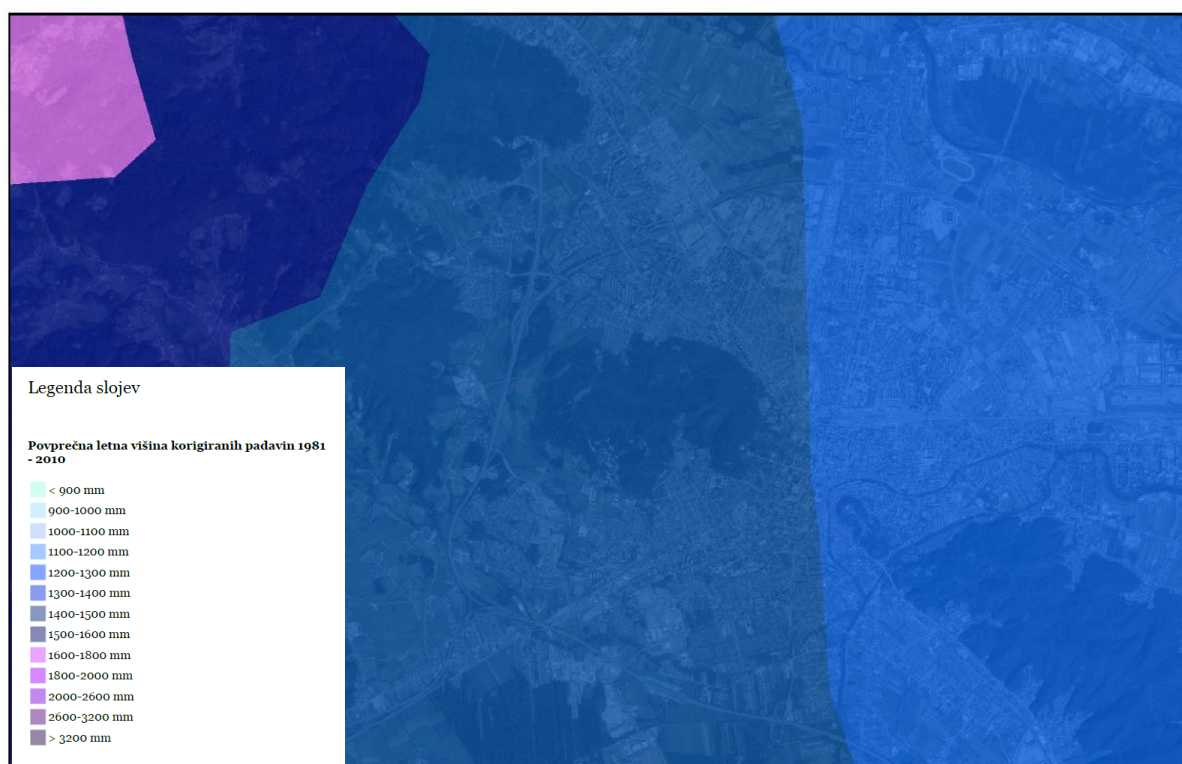 Legenda slojev
Povprečna letna višina korigiranih padavin 1981
- 2010
< 900 mm
900-1000 mm
1000-1100 mm
1100-1200 mm
1200-1300 mm
1300-1400 mm
1400-1500 mm
1500-1600 mm
1600-1800 mm
1800-2000 mm
2000-2600 mm
2600-3200 mm
> 3200 mm